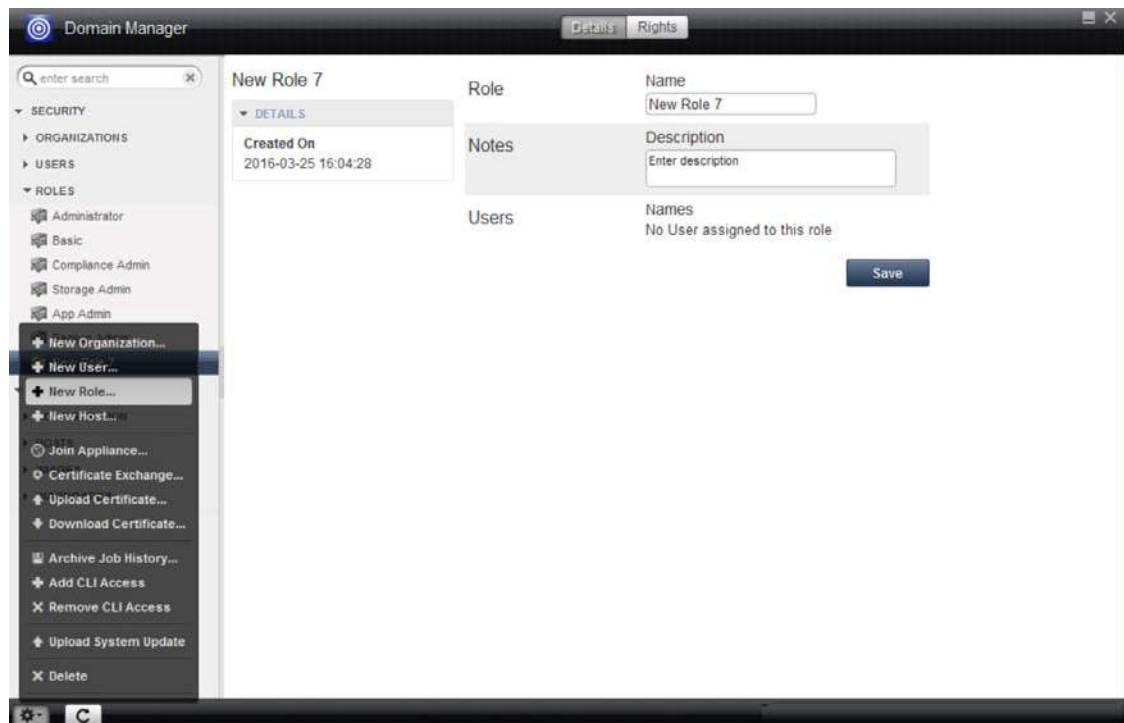 Domain Manager
Details
Rights
enter search
SECURITY
ORGANIZATIONS
USERS
ROLES
Administrator
Basic
Compliance Admin
Storage Admin
App Admin
New Organization...
New User...
New Role...
New Host...
Join Appliance...
Certificate Exchange...
Upload Certificate...
Download Certificate...
Archive Job History...
Add CLI Access
Remove CLI Access
Upload System Update
Delete
New Role 7
DETAILS
Created On
2016-03-25 16:04:28
Role
Name
New Role 7
Notes
Description
Enter description
Users
Names
No User assigned to this role
Save